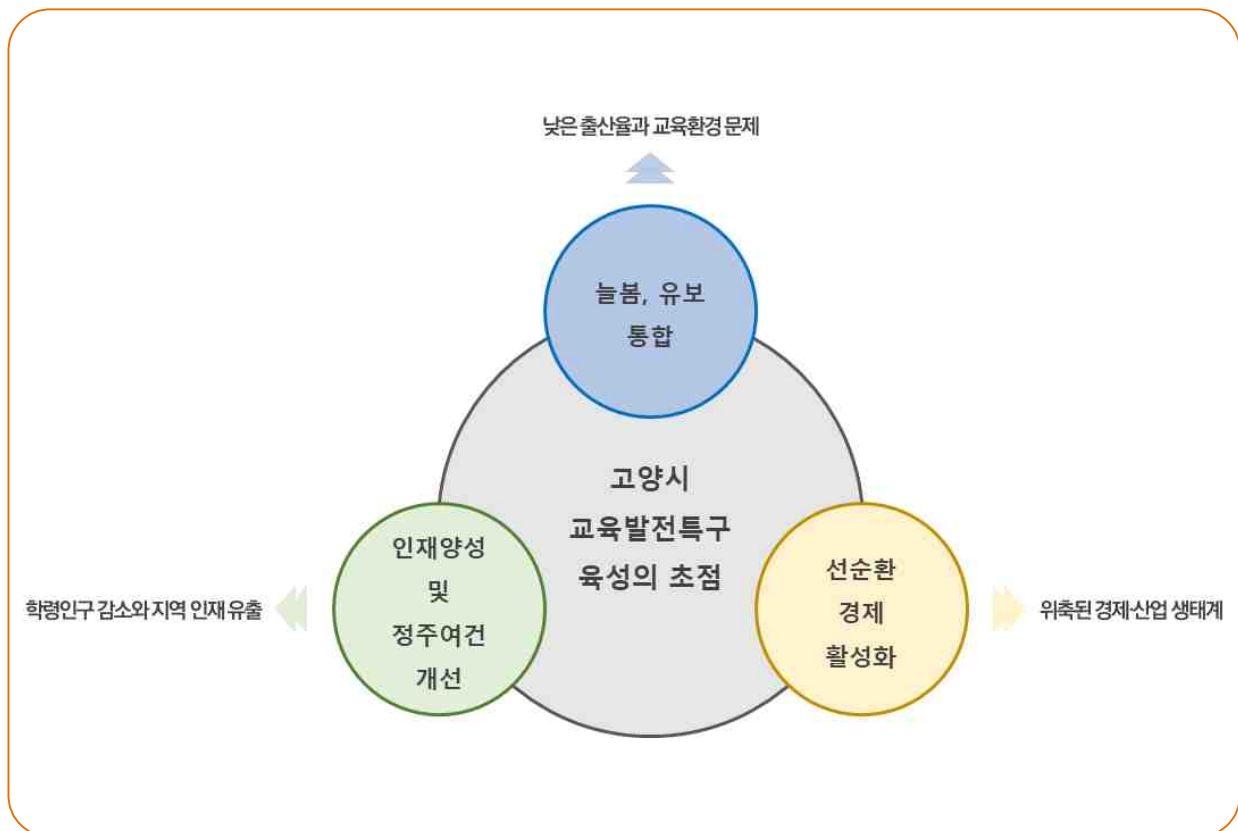 낮은 출산율과 교육환경 문제
늘봄, 유보
통합
고양시
교육발전특구
육성의 초점
인재양성
및
정주여건
개선
학령인구 감소와 지역 인재 유출
선순환
경제
활성화
위축된 경제·산업 생태계